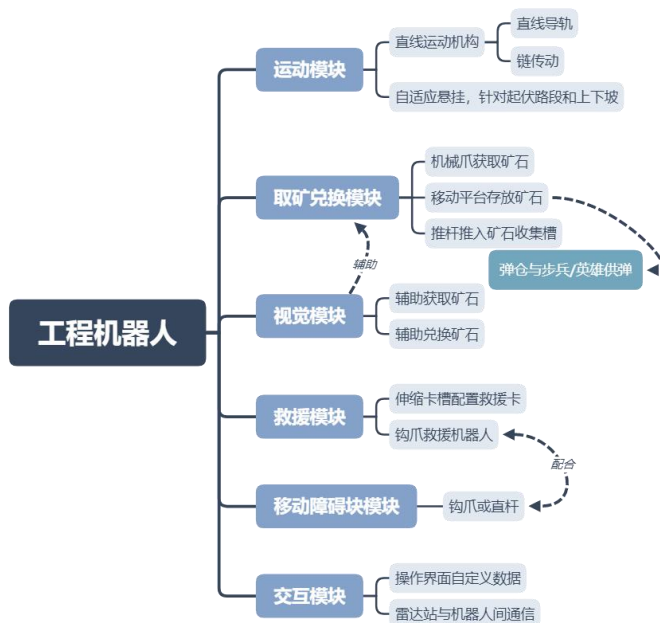 工程机器人
运动模块
直线运动机构
直线导轨
链传动
自适应悬挂，针对起伏路段和上下坡
取矿兑换模块
机械爪获取矿石
移动平台存放矿石
推杆推入矿石收集槽
弹仓与步兵/英雄供弹
辅助
视觉模块
辅助获取矿石
辅助兑换矿石
救援模块
伸缩卡槽配置救援卡
钩爪救援机器人
配合
移动障碍块模块
钩爪或直杆
交互模块
操作界面自定义数据
雷达站与机器人间通信